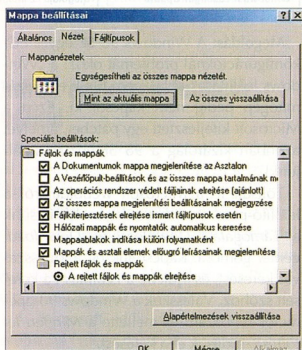 Mappa beállításai
Általános
Nézet
Fájltípusok
Mappanézetek
Egységesítheti az összes mappa nézetét.
Mint az aktuális mappa
Az összes visszaállítása
Speciális beállítások:
Fájlok és mappák
A Dokumentumok mappa megjelenítése az Asztalon
A Vezérlőpult-beállítások és az összes mappa tartalmának me
Az operációs rendszer védett fájljainak elrejtése (ajánlott)
Az összes mappa megjelenítési beállításainak megjegyzése
Fájlkiterjesztések elrejtése ismert fájltípusok esetén
Hálózati mappák és nyomtatók automatikus keresése
Mappaablakok indítása külön folyamatként
Mappák és asztali elemek előugró leírásainak megjelenítése
Rejtett fájlok és mappák
A rejtett fájlok és mappák elrejtése
Alapértelmezések visszaállítása
OK
Mégse
Alkalmaz